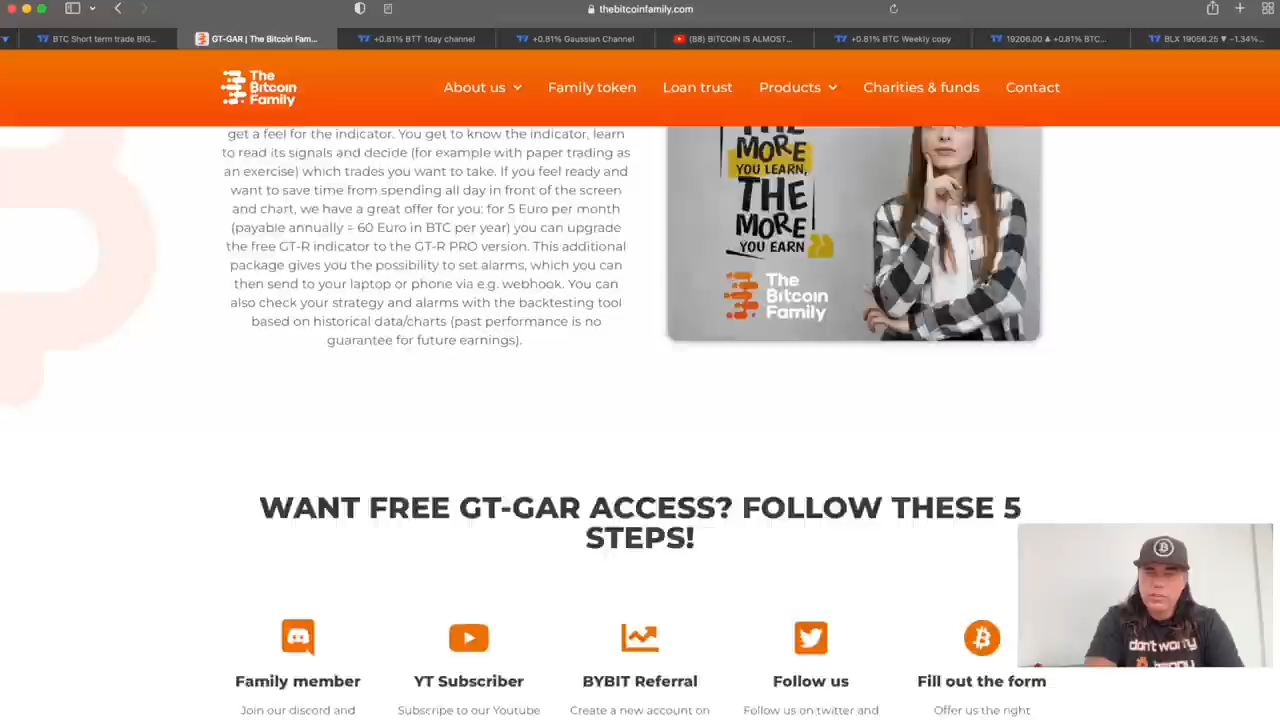 thebitcoinfamily.com
BTC Short term trade BIG...
GT-GAR | The Bitcoin Fam...
+0.81% BTT 1day channel
+0.81% Gaussian Channel
(88) BITCOIN IS ALMOST...
+0.81% BTC Weekly copy
19206.00 ▲ +0.81% BTC...
BLX 19056.25 ▼ −1.34%...
The
Bitcoin
Family
About us
Family token
Loan trust
Products
Charities & funds
Contact
get a feel for the indicator. You get to know the indicator, learn
to read its signals and decide (for example with paper trading as
an exercise) which trades you want to take. If you feel ready and
want to save time from spending all day in front of the screen
and chart, we have a great offer for you: for 5 Euro per month
(payable annually = 60 Euro in BTC per year) you can upgrade
the free GT-R indicator to the GT-R PRO version. This additional
package gives you the possibility to set alarms, which you can
then send to your laptop or phone via e.g. webhook. You can
also check your strategy and alarms with the backtesting tool
based on historical data/charts (past performance is no
guarantee for future earnings).
THE
MORE
YOU LEARN,
THE
MORE
YOU EARN
The
Bitcoin
Family
WANT FREE GT-GAR ACCESS? FOLLOW THESE 5
STEPS!
Family member
Join our discord and
YT Subscriber
Subscripe to our Youtube
BYBIT Referral
Create a new account on
Follow us
Follow us on twitter and
Fill out the form
Offer us the right
don't worry
happy